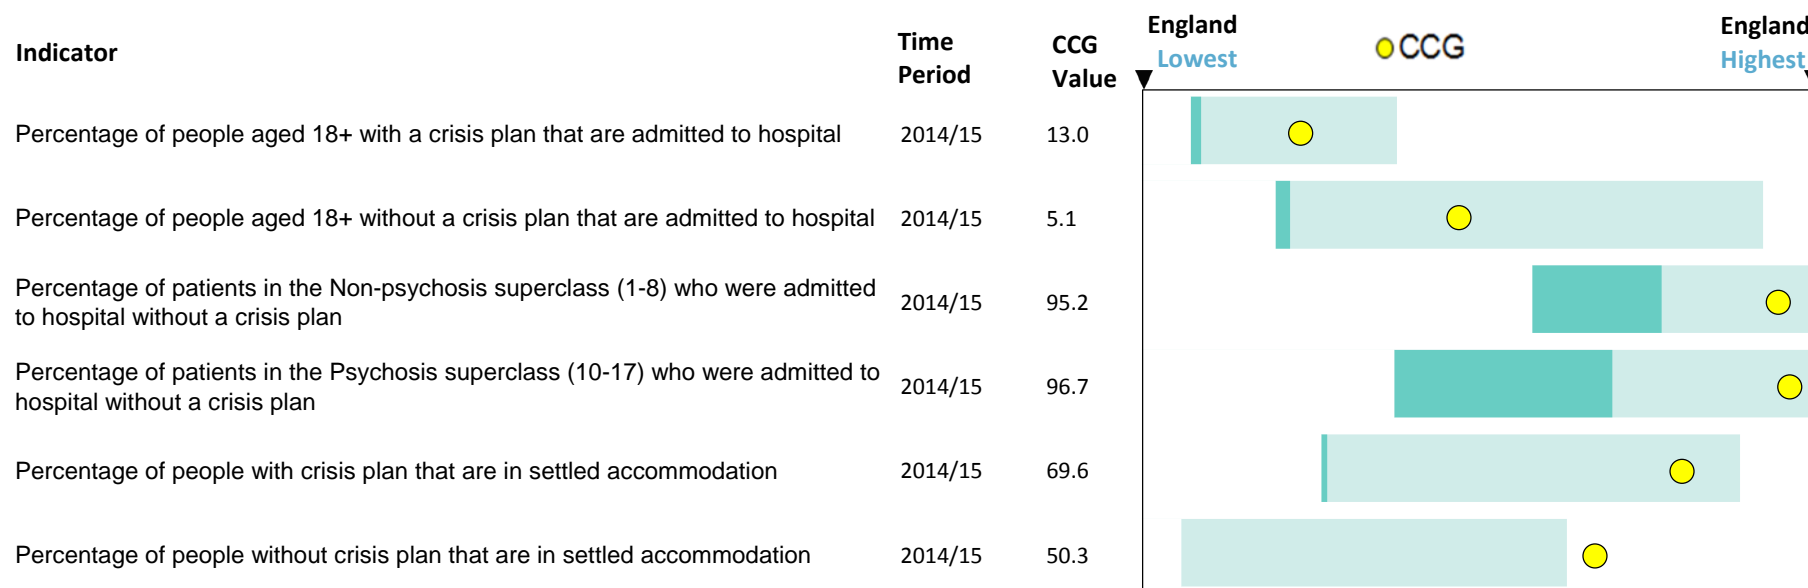 Indicator
Time
Period
CCG
Value
England
Lowest
CCG
England
Highest
Percentage of people aged 18+ with a crisis plan that are admitted to hospital 2014/15 13.0
Percentage of people aged 18+ without a crisis plan that are admitted to hospital 2014/15 5.1
Percentage of patients in the Non-psychosis superclass (1-8) who were admitted
to hospital without a crisis plan
2014/15 95.2
Percentage of patients in the Psychosis superclass (10-17) who were admitted to
hospital without a crisis plan
2014/15 96.7
Percentage of people with crisis plan that are in settled accommodation 2014/15 69.6
Percentage of people without crisis plan that are in settled accommodation 2014/15 50.3